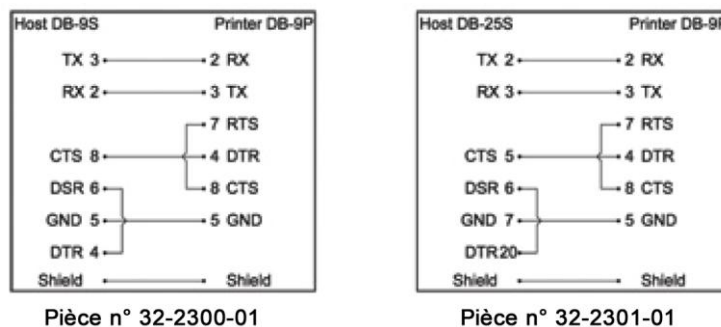 Host DB-9S Printer DB-9P
TX 3 2 RX
RX 2 3 TX
7 RTS
CTS 8 4 DTR
DSR 6 8 CTS
GND 5 5 GND
DTR 4
Shield Shield
Pièce n° 32-2300-01
Host DB-25S Printer DB-9P
TX 2 2 RX
RX 3 3 TX
7 RTS
CTS 5 4 DTR
DSR 6 8 CTS
GND 7 5 GND
DTR 20
Shield Shield
Pièce n° 32-2301-01